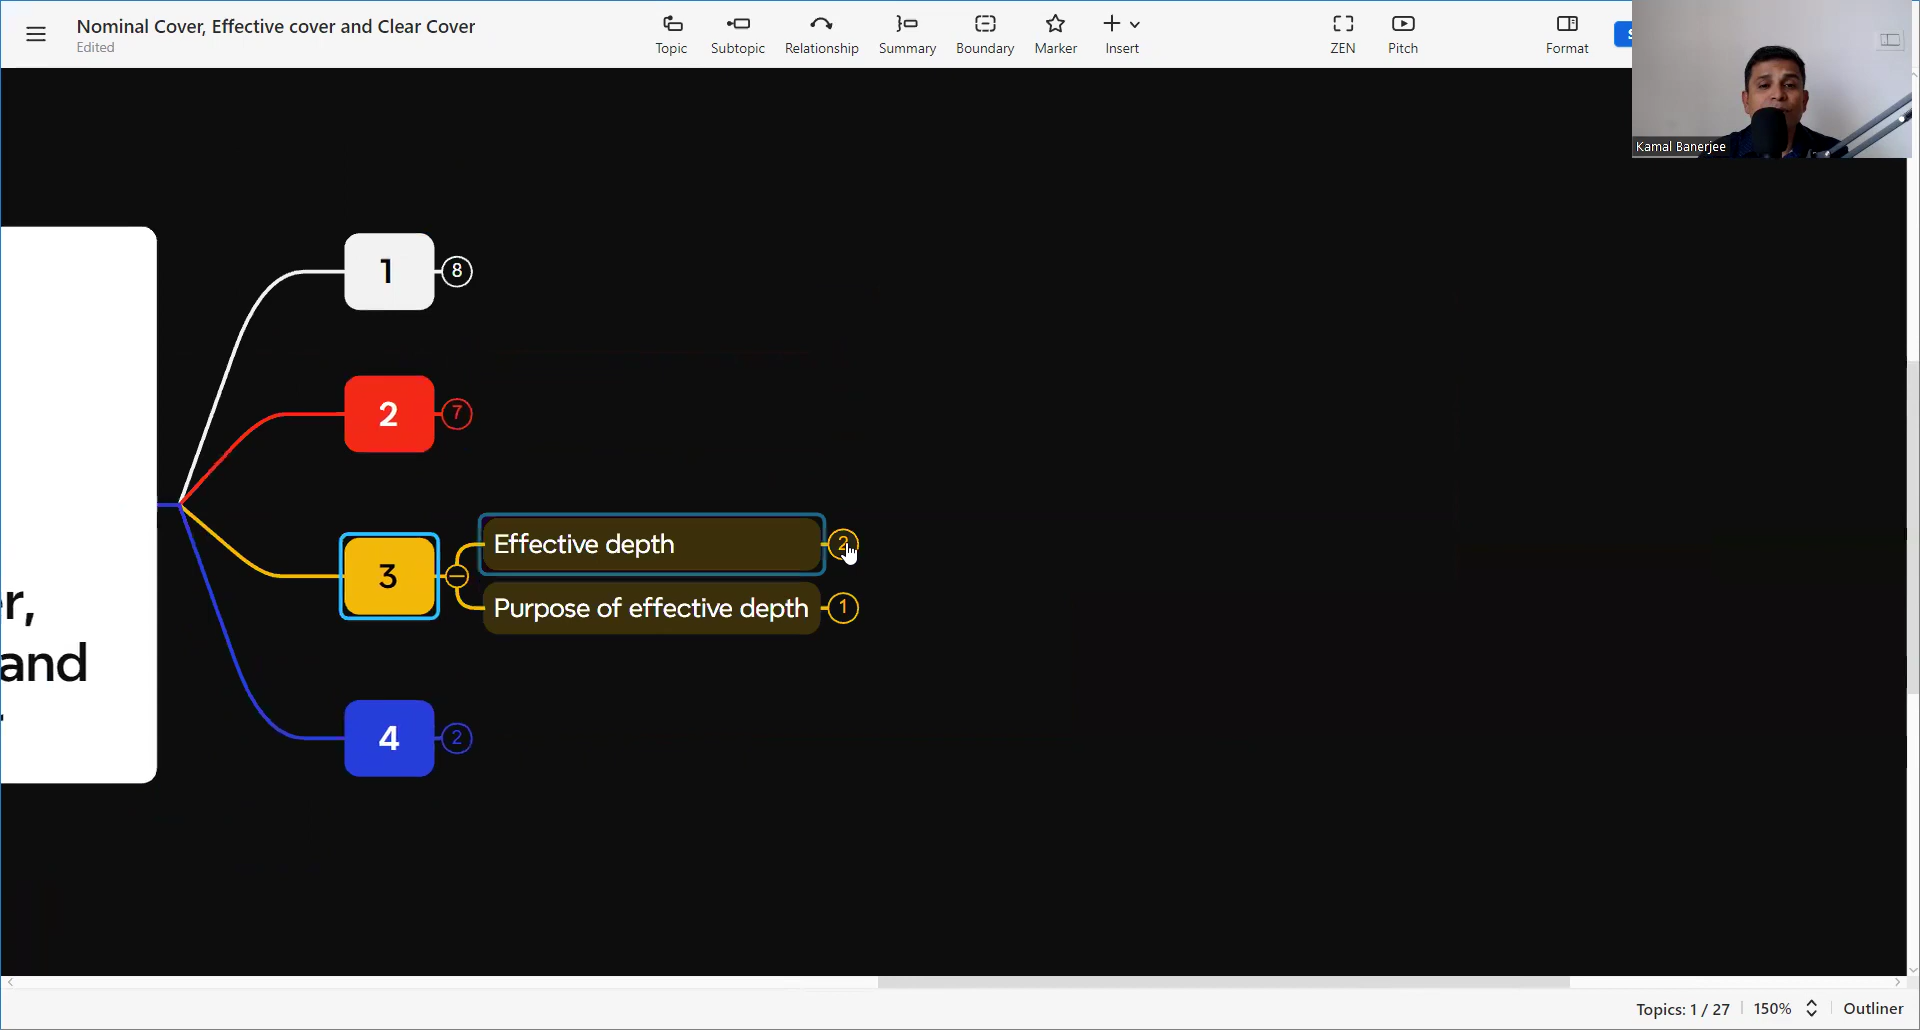 Nominal Cover, Effective cover and Clear Cover
Edited
Topic
Subtopic
Relationship
Summary
Boundary
Marker
Insert
ZEN
Pitch
Format
Kamal Banerjee
1
8
2
7
3
Effective depth
2
Purpose of effective depth
1
4
2
r,
and
Topics: 1 / 27
150%
Outliner